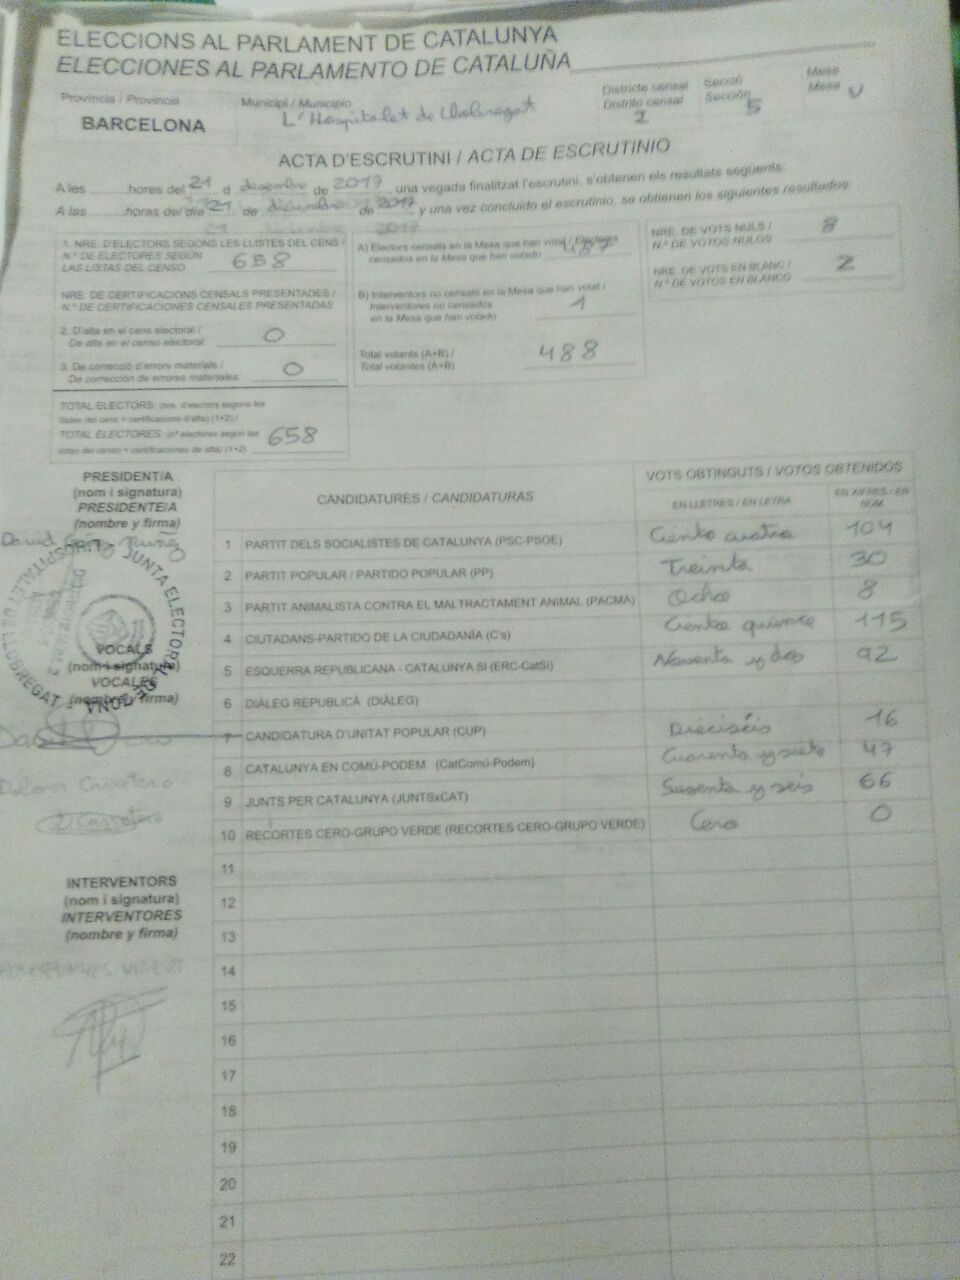 ELECCIONS AL PARLAMENT DE CATALUNYA
ELECCIONES AL PARLAMENTO DE CATALUÑA
Província / Provincia
BARCELONA
Municipi / Municipio
L'Hospitalet de Llobregat
Districte censal
Distrito censal
2
Secció
Sección
5
Mesa
Mesa
U
ACTA D'ESCRUTINI / ACTA DE ESCRUTINIO
A les ......... hores del 21 d desembre de 2017, una vegada finalitzat l'escrutini, s'obtenen els resultats següents:
A las ......... horas del día 21 de diciembre de 2017 y una vez concluido el escrutinio, se obtienen los siguientes resultados:
1. NRE. D'ELECTORS SEGONS LES LLISTES DEL CENS /
N.º DE ELECTORES SEGÚN
LAS LISTAS DEL CENSO 658
NRE. DE CERTIFICACIONS CENSALS PRESENTADES /
N.º DE CERTIFICACIONES CENSALES PRESENTADAS
2. D'alta en el cens electoral /
De alta en el censo electoral 0
3. De correcció d'errors materials /
De corrección de errores materiales 0
TOTAL ELECTORS: (nre. d'electors segons les
llistes del cens + certificacions d'alta) (1+2) /
TOTAL ELECTORES: (nº electores según las
listas del censo + certificaciones de alta) (1+2) 658
A) Electors censats en la Mesa que han votat / Electores
censados en la Mesa que han votado 487
B) Interventors no censats en la Mesa que han votat /
Interventores no censados
en la Mesa que han votado 1
Total votants (A+B) /
Total votantes (A+B) 488
NRE. DE VOTS NULS /
N.º DE VOTOS NULOS 8
NRE. DE VOTS EN BLANC /
N.º DE VOTOS EN BLANCO 2
PRESIDENT/A
(nom i signatura)
PRESIDENTE/A
(nombre y firma)
David
JUNTA ELECTORAL DE ZONA
HOSPITALET DE LLOBREGAT
VOCALS
(nom i signatura)
VOCALES
(nombre y firma)
Dolores Carretero
Carretero
INTERVENTORS
(nom i signatura)
INTERVENTORES
(nombre y firma)
CANDIDATURES / CANDIDATURAS
VOTS OBTINGUTS / VOTOS OBTENIDOS
EN LLETRES / EN LETRA
EN XIFRES / EN NÚM.
1 PARTIT DELS SOCIALISTES DE CATALUNYA (PSC-PSOE) Ciento cuatro 104
2 PARTIT POPULAR / PARTIDO POPULAR (PP) Treinta 30
3 PARTIT ANIMALISTA CONTRA EL MALTRACTAMENT ANIMAL (PACMA) Ocho 8
4 CIUTADANS-PARTIDO DE LA CIUDADANÍA (C's) Ciento quince 115
5 ESQUERRA REPUBLICANA - CATALUNYA SÍ (ERC-CatSí) Noventa y dos 92
6 DIÀLEG REPUBLICÀ (DIÀLEG)
7 CANDIDATURA D'UNITAT POPULAR (CUP) Dieciséis 16
8 CATALUNYA EN COMÚ-PODEM (CatComú-Podem) Cuarenta y siete 47
9 JUNTS PER CATALUNYA (JUNTSxCAT) Sesenta y seis 66
10 RECORTES CERO-GRUPO VERDE (RECORTES CERO-GRUPO VERDE) Cero 0
11
12
13
14
15
16
17
18
19
20
21
22